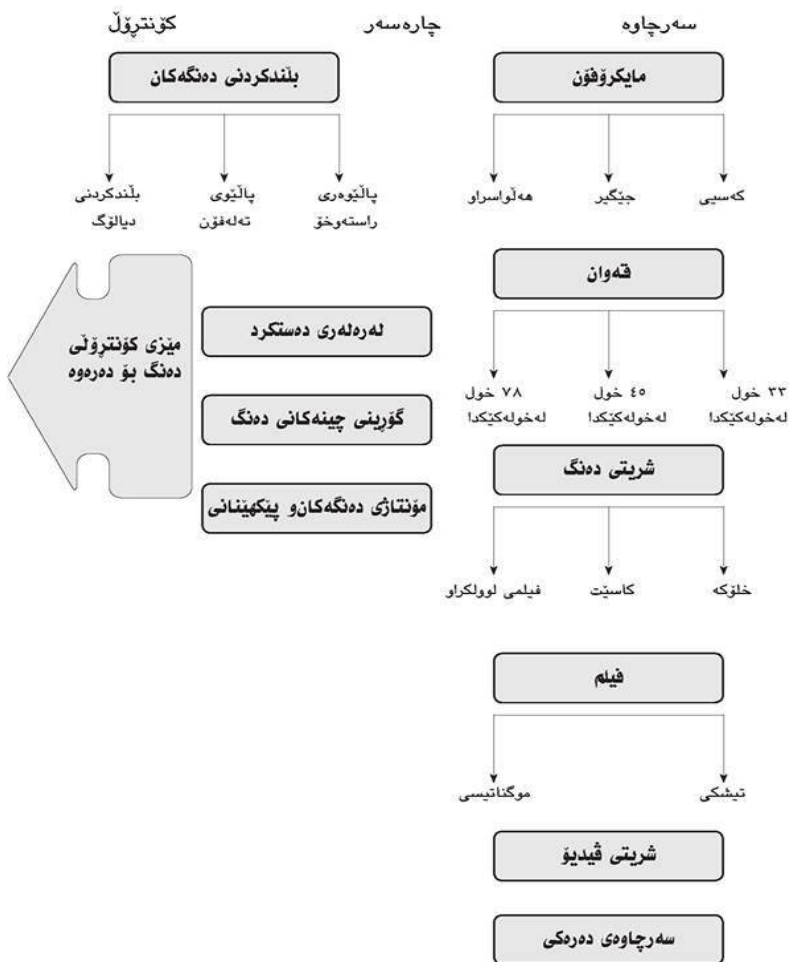 سەرچاوە
چارەسەر
کۆنترۆڵ
مایکرۆفۆن
کەسیی
جێگیر
هەڵواسراو
قەوان
٣٣ خول
لەخولەکێکدا
٤٥ خول
لەخولەکێکدا
٧٨ خول
لەخولەکێکدا
شریتی دەنگ
خلۆکە
کاسێت
فیلمی لوولکراو
فیلم
تیشکی
موگناتیسی
شریتی ڤیدیۆ
سەرچاوەی دەرەکی
بڵندکردنی دەنگەکان
پاڵێوەری
راستەوخۆ
پاڵێوی
تەلەفۆن
بڵندکردنی
دیالۆگ
لەرەلەری دەستکرد
گۆڕینی چینەکانی دەنگ
مۆنتاژی دەنگەکان‌و پێکهێنانی
مێزی کۆنترۆڵی
دەنگ بۆ دەرەوە